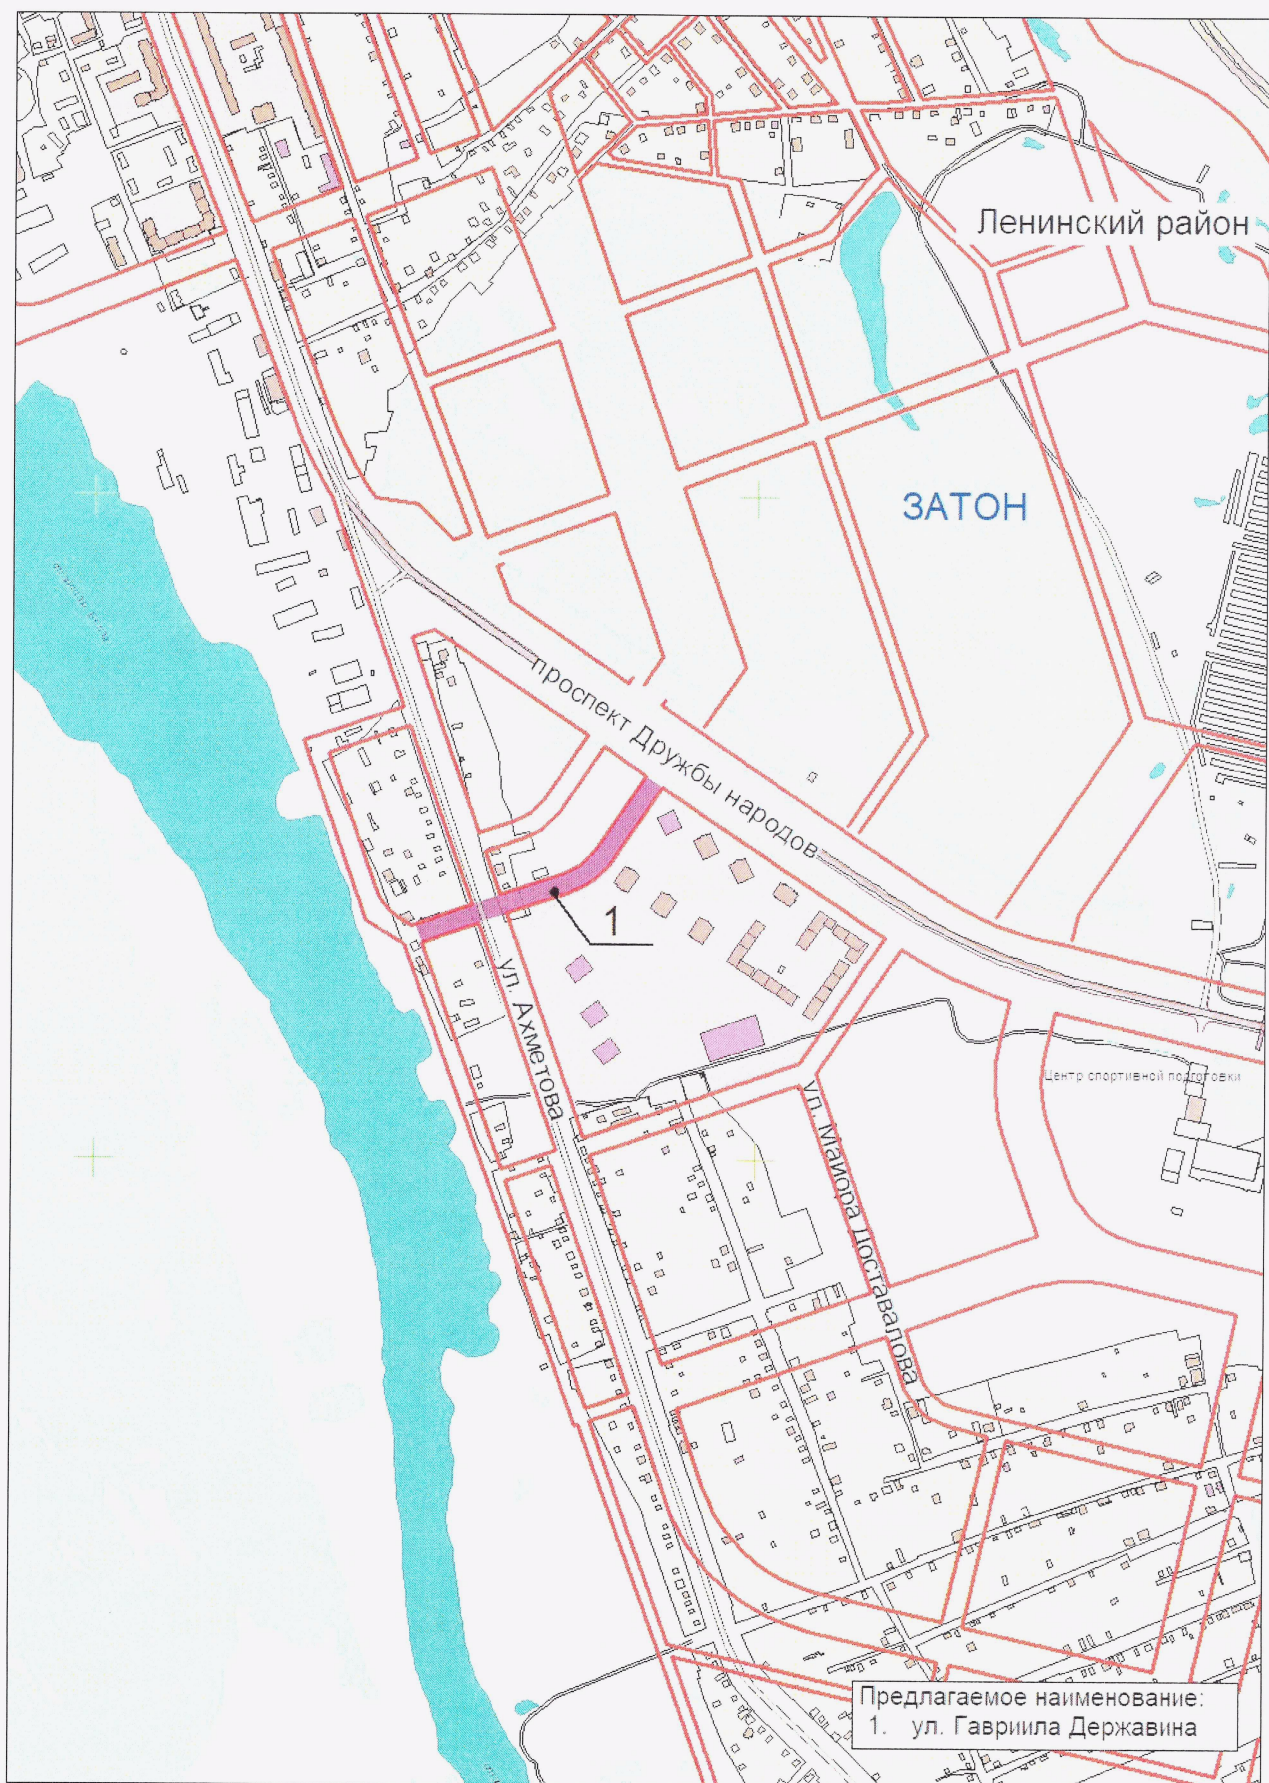 Ленинский район
ЗАТОН
проспект Дружбы народов
1
ул. Ахметова
Центр спортивной подготовки
ул. Майора Доставалова
Предлагаемое наименование:
1. ул. Гавриила Державина